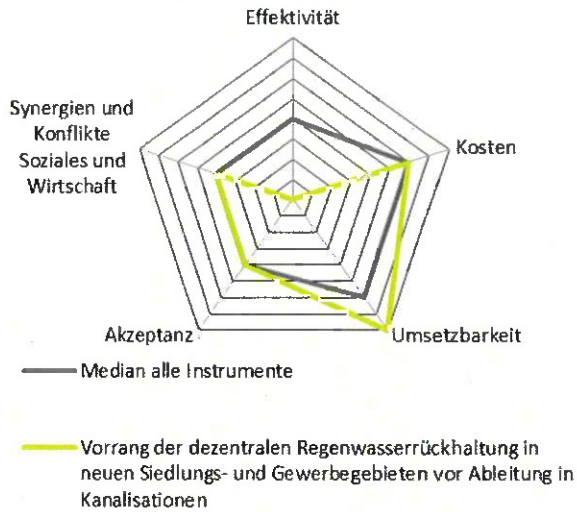 Effektivität
Synergien und
Konflikte
Soziales und
Wirtschaft
Kosten
Akzeptanz
Umsetzbarkeit
Median alle Instrumente
Vorrang der dezentralen Regenwasserrückhaltung in
neuen Siedlungs- und Gewerbegebieten vor Ableitung in
Kanalisationen